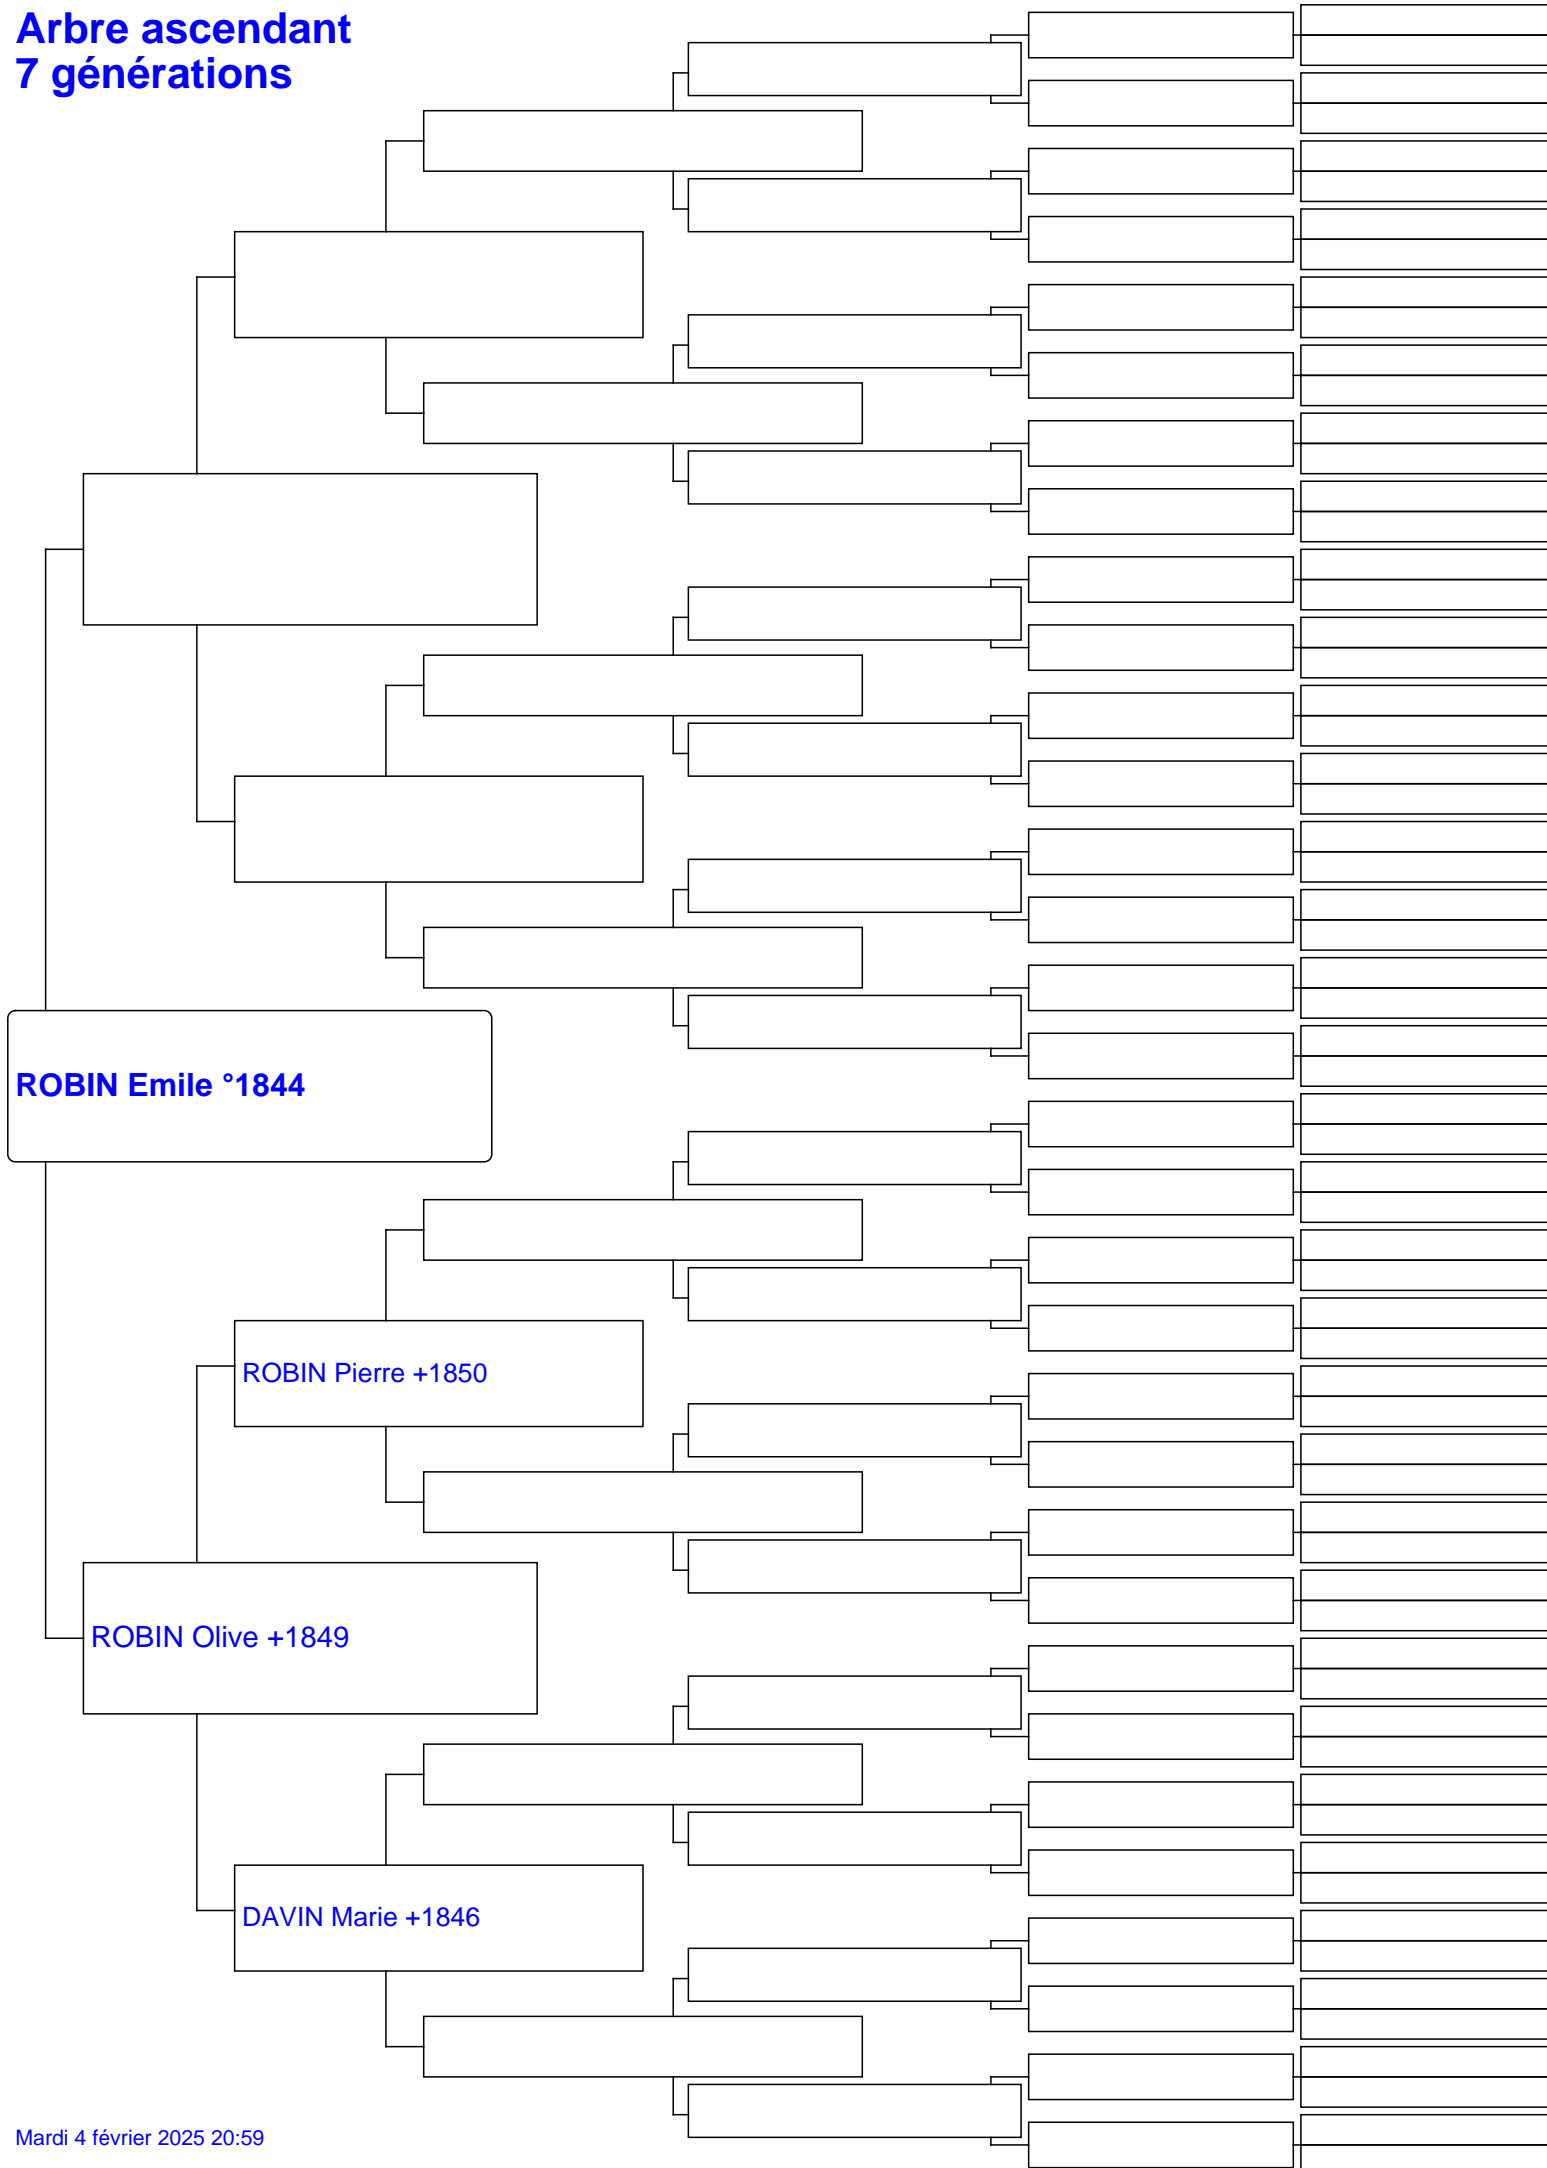 Arbre ascendant
7 générations
ROBIN Emile °1844
ROBIN Pierre +1850
ROBIN Olive +1849
DAVIN Marie +1846
Mardi 4 février 2025 20:59